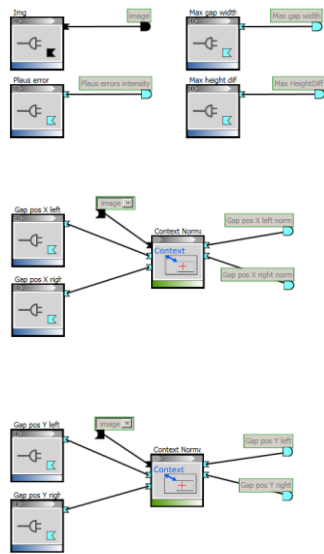 Img
image
Max gap width
Max gap width
Plaus error
Plaus errors intensity
Max height dif
Max HeightDiff
image
Gap pos X left
Context Norma
Gap pos X left norm
Context
Gap pos X righ
Gap pos X right norm
image
Gap pos Y left
Context Norma
Gap pos Y left
Context
Gap pos Y righ
Gap pos Y right